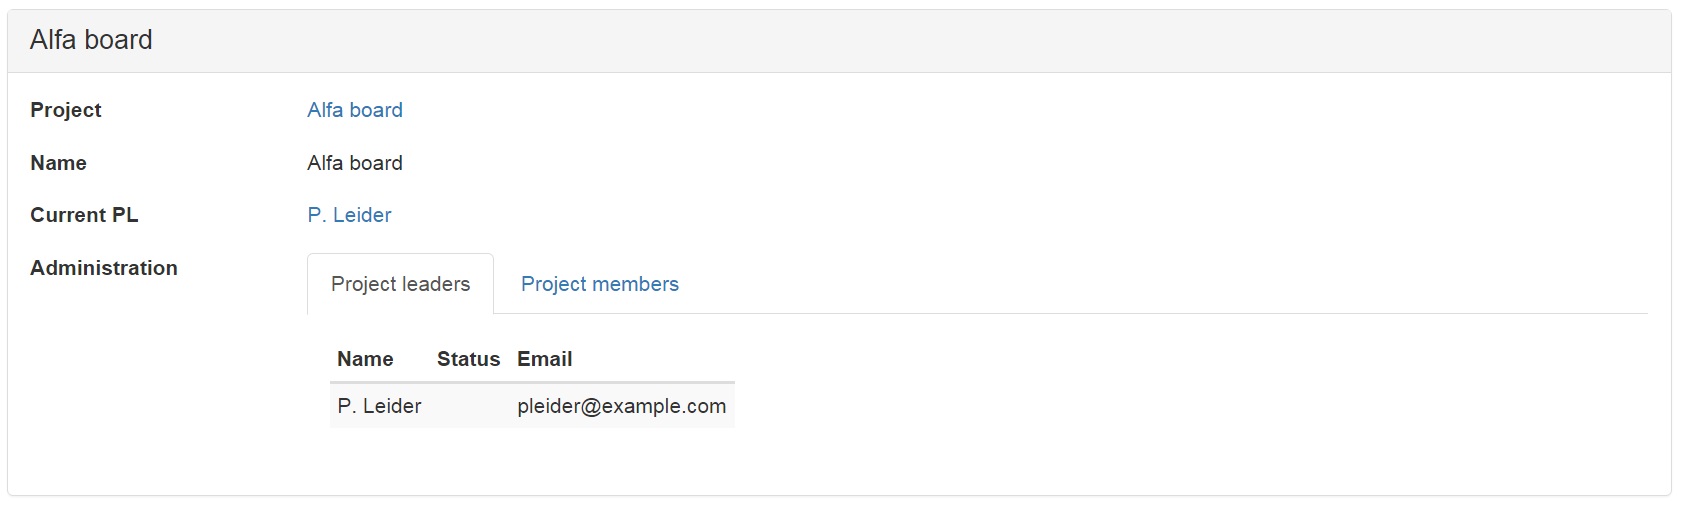 Alfa board
Project Alfa board
Name Alfa board
Current PL P. Leider
Administration
Project leaders Project members
Name Status Email
P. Leider pleider@example.com